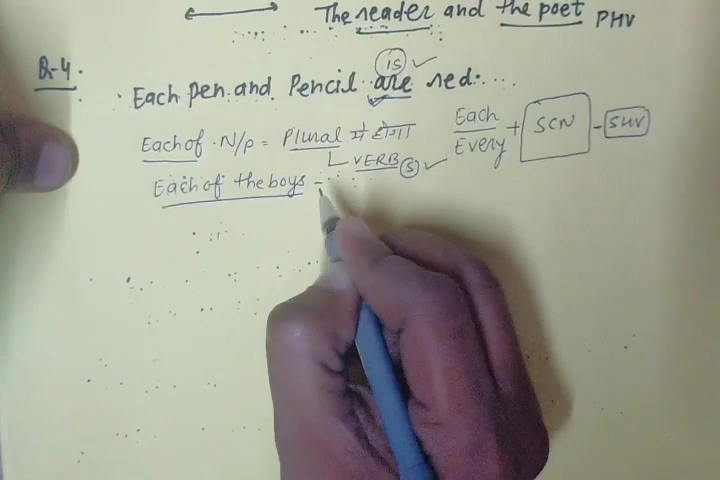 The reader and the poet PHV
Q-4.
is
Each pen and Pencil are red.
Each of N/P = Plural में होगा
VERB (S)
Each of the boys -
Each
Every + SCN - SHV